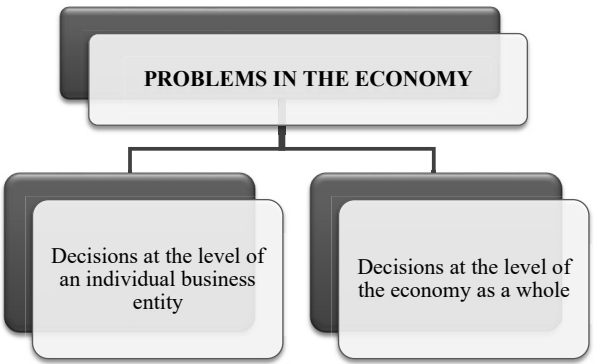 PROBLEMS IN THE ECONOMY
Decisions at the level of
an individual business
entity
Decisions at the level of
the economy as a whole